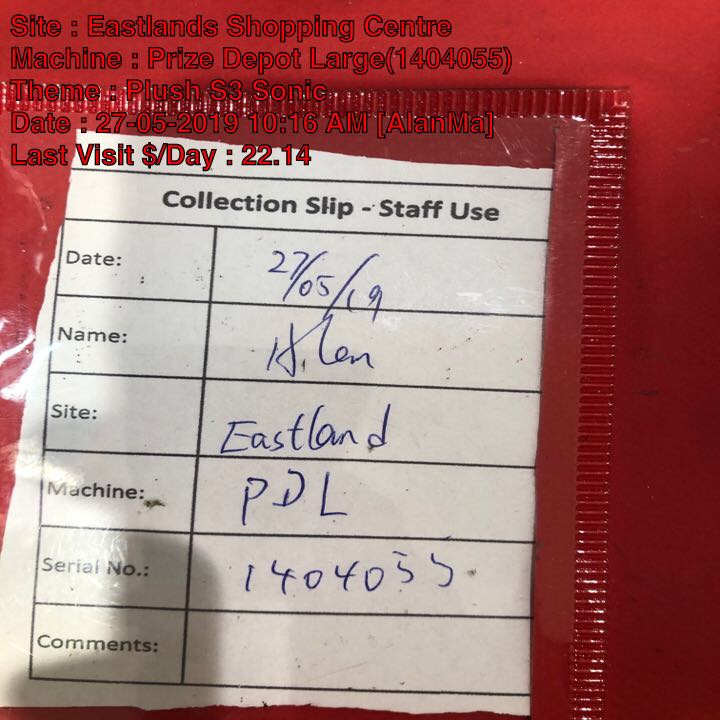 Site : Eastlands Shopping Centre
Machine : Prize Depot Large(1404055)
Theme : Plush S3 Sonic
Date : 27-05-2019 10:16 AM [AlanMa]
Last Visit $/Day : 22.14
Collection Slip - Staff Use
Date: 27/05/19
Name: Alan
Site: Eastland
Machine: PDL
Serial No.: 1404055
Comments: